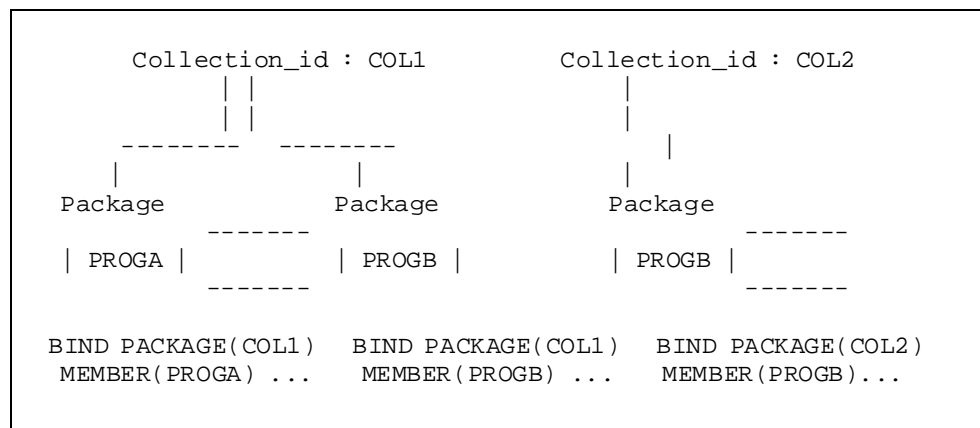 Collection_id : COL1 Collection_id : COL2
| | |
| | |
-------- -------- |
| | |
Package Package Package
------- -------
| PROGA | | PROGB | | PROGB |
------- -------
BIND PACKAGE(COL1) BIND PACKAGE(COL1) BIND PACKAGE(COL2)
MEMBER(PROGA) ... MEMBER(PROGB) ... MEMBER(PROGB)...